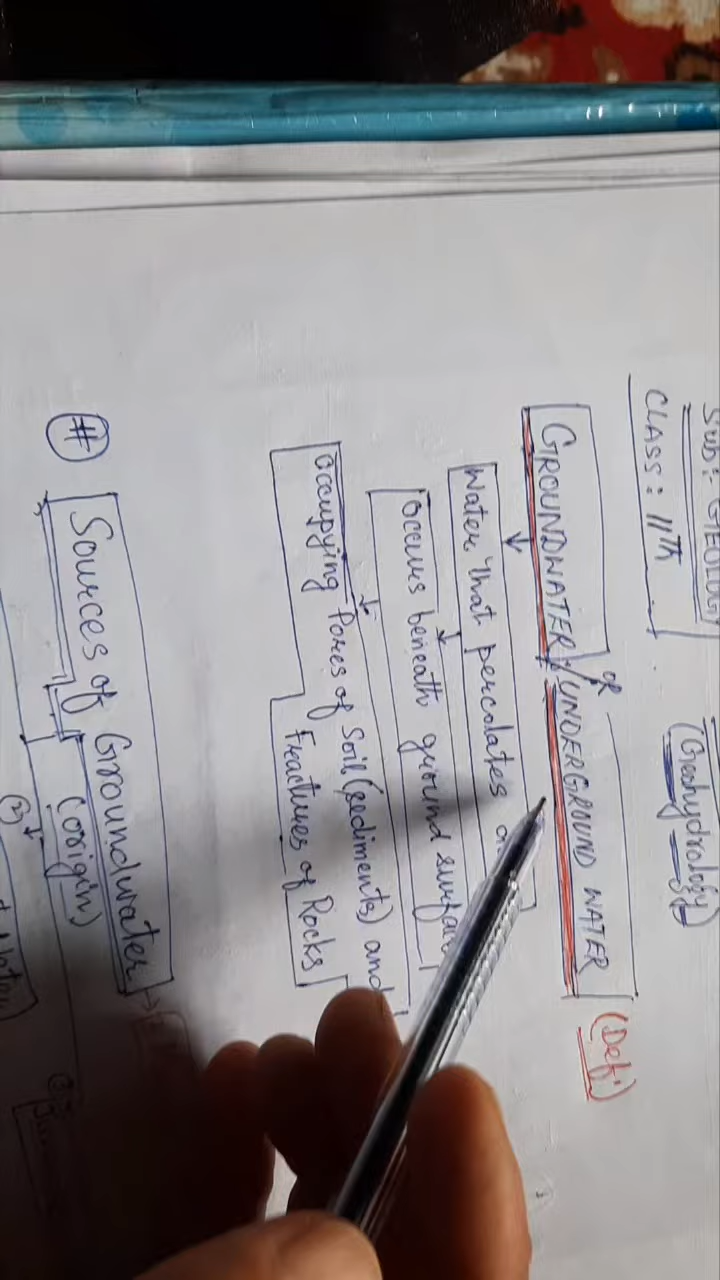 SUB:- GEOLOGY
CLASS: 11th
(Geohydrology)
GROUNDWATER/ or UNDERGROUND WATER (Def:)
Water that percolates
occurs beneath ground surface
occupying Pores of Soil (sediments) and
Fractures of Rocks
# Sources of Groundwater
(origin)
(2)